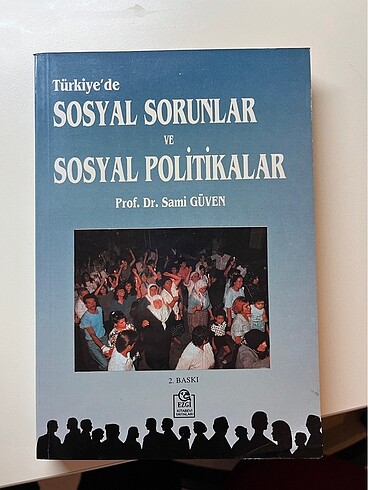 Türkiye'de
SOSYAL SORUNLAR
VE
SOSYAL POLİTİKALAR
Prof. Dr. Sami GÜVEN
2. BASKI
EZGİ
KİTABEVİ
YAYINLARI